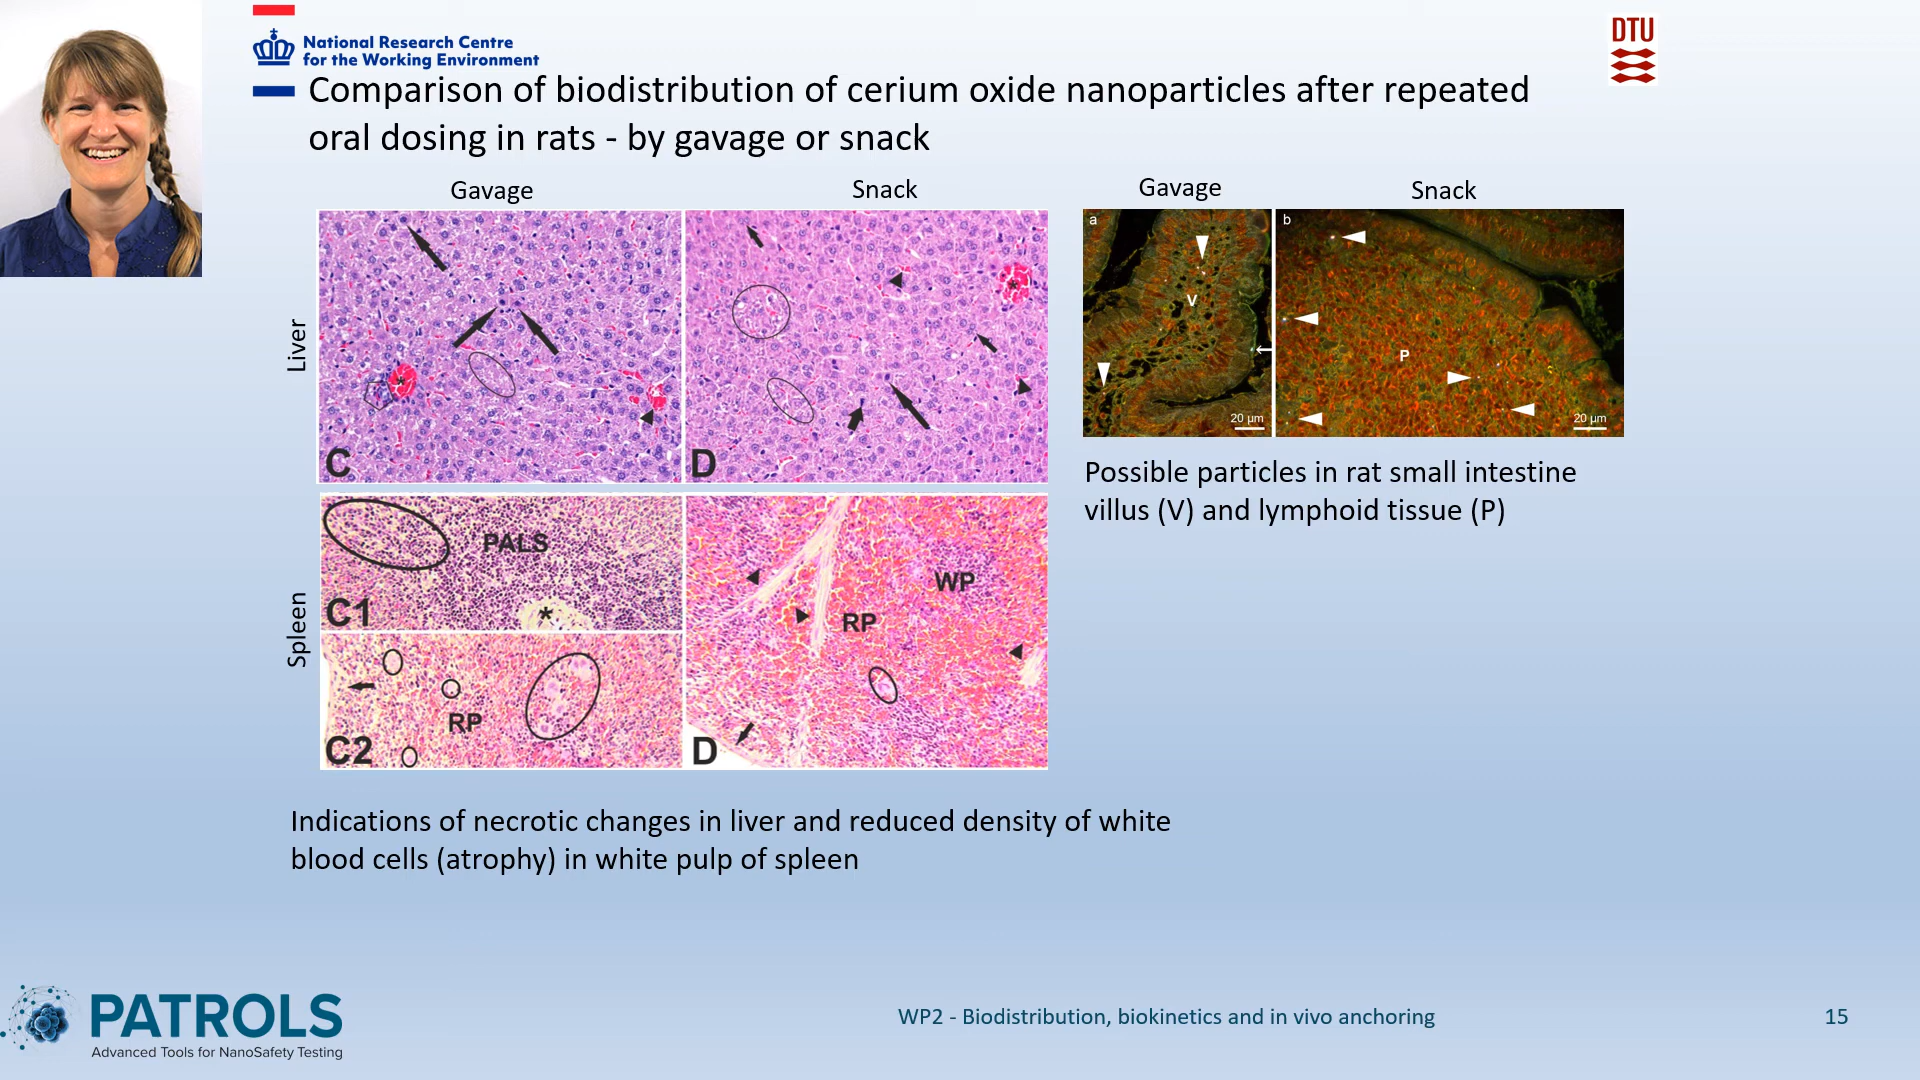 National Research Centre
for the Working Environment
DTU
Comparison of biodistribution of cerium oxide nanoparticles after repeated
oral dosing in rats - by gavage or snack
Gavage
Snack
Gavage
Snack
Liver
C
D
a
V
20 µm
b
P
20 µm
Possible particles in rat small intestine
villus (V) and lymphoid tissue (P)
Spleen
PALS
*
C1
RP
C2
WP
RP
D
Indications of necrotic changes in liver and reduced density of white
blood cells (atrophy) in white pulp of spleen
PATROLS
Advanced Tools for NanoSafety Testing
WP2 - Biodistribution, biokinetics and in vivo anchoring
15